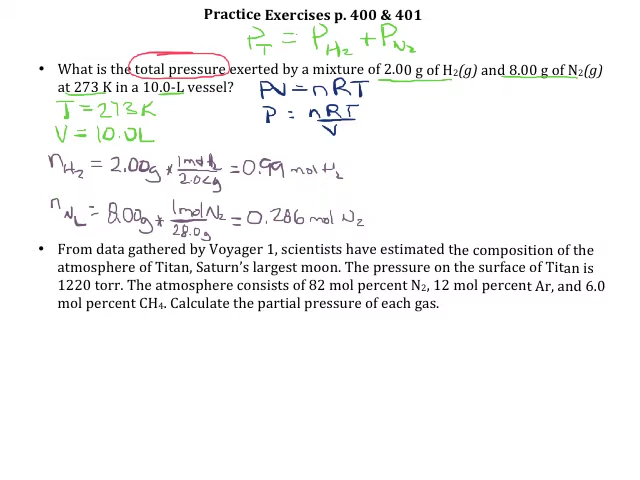 Practice Exercises p. 400 & 401
P_T = P_H₂ + P_N₂
• What is the total pressure exerted by a mixture of 2.00 g of H₂(g) and 8.00 g of N₂(g)
at 273 K in a 10.0-L vessel?
PV = nRT
T = 273 K
P = nRT/V
V = 10.0L
n_H₂ = 2.00g * 1 mol H₂/2.02g = 0.99 mol H₂
n_N₂ = 8.00g * 1 mol N₂/28.0g = 0.286 mol N₂
• From data gathered by Voyager 1, scientists have estimated the composition of the
atmosphere of Titan, Saturn's largest moon. The pressure on the surface of Titan is
1220 torr. The atmosphere consists of 82 mol percent N₂, 12 mol percent Ar, and 6.0
mol percent CH₄. Calculate the partial pressure of each gas.